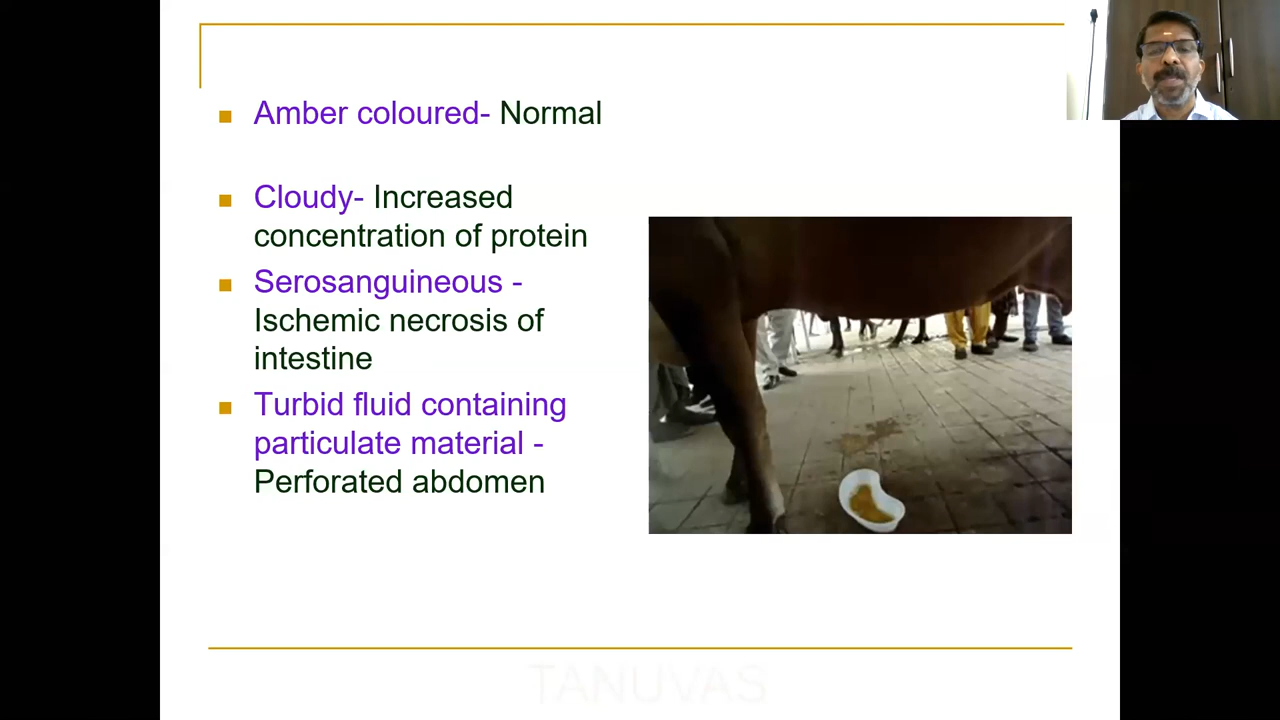 Amber coloured- Normal
Cloudy- Increased
concentration of protein
Serosanguineous -
Ischemic necrosis of
intestine
Turbid fluid containing
particulate material -
Perforated abdomen
TANUVAS